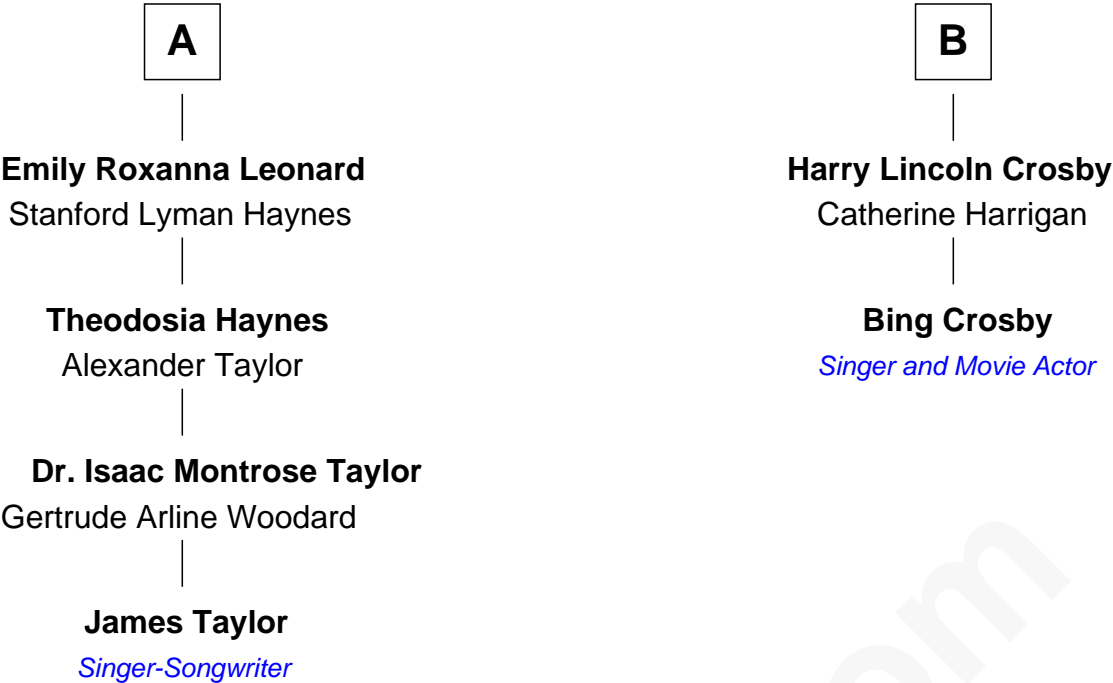 A
Emily Roxanna Leonard
Stanford Lyman Haynes
Theodosia Haynes
Alexander Taylor
Dr. Isaac Montrose Taylor
Gertrude Arline Woodard
James Taylor
Singer-Songwriter
B
Harry Lincoln Crosby
Catherine Harrigan
Bing Crosby
Singer and Movie Actor
om